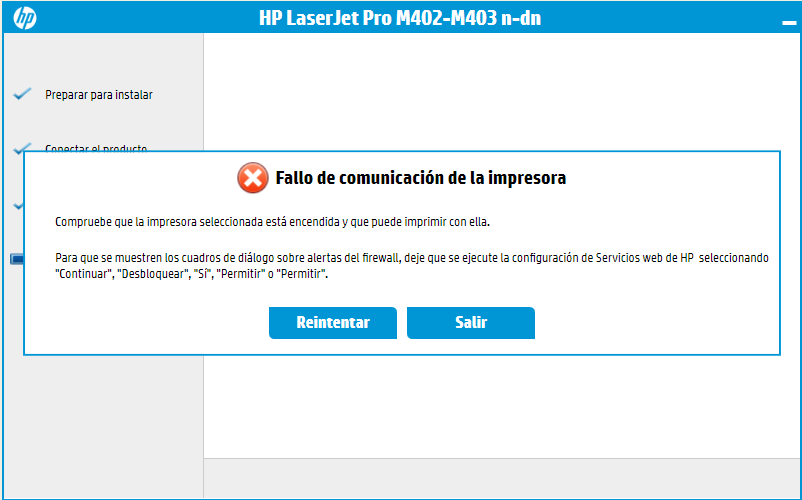 hp
HP LaserJet Pro M402-M403 n-dn
Preparar para instalar
Conectar el producto
Fallo de comunicación de la impresora
Compruebe que la impresora seleccionada está encendida y que puede imprimir con ella.
Para que se muestren los cuadros de diálogo sobre alertas del firewall, deje que se ejecute la configuración de Servicios web de HP seleccionando
"Continuar", "Desbloquear", "Sí", "Permitir" o "Permitir".
Reintentar
Salir